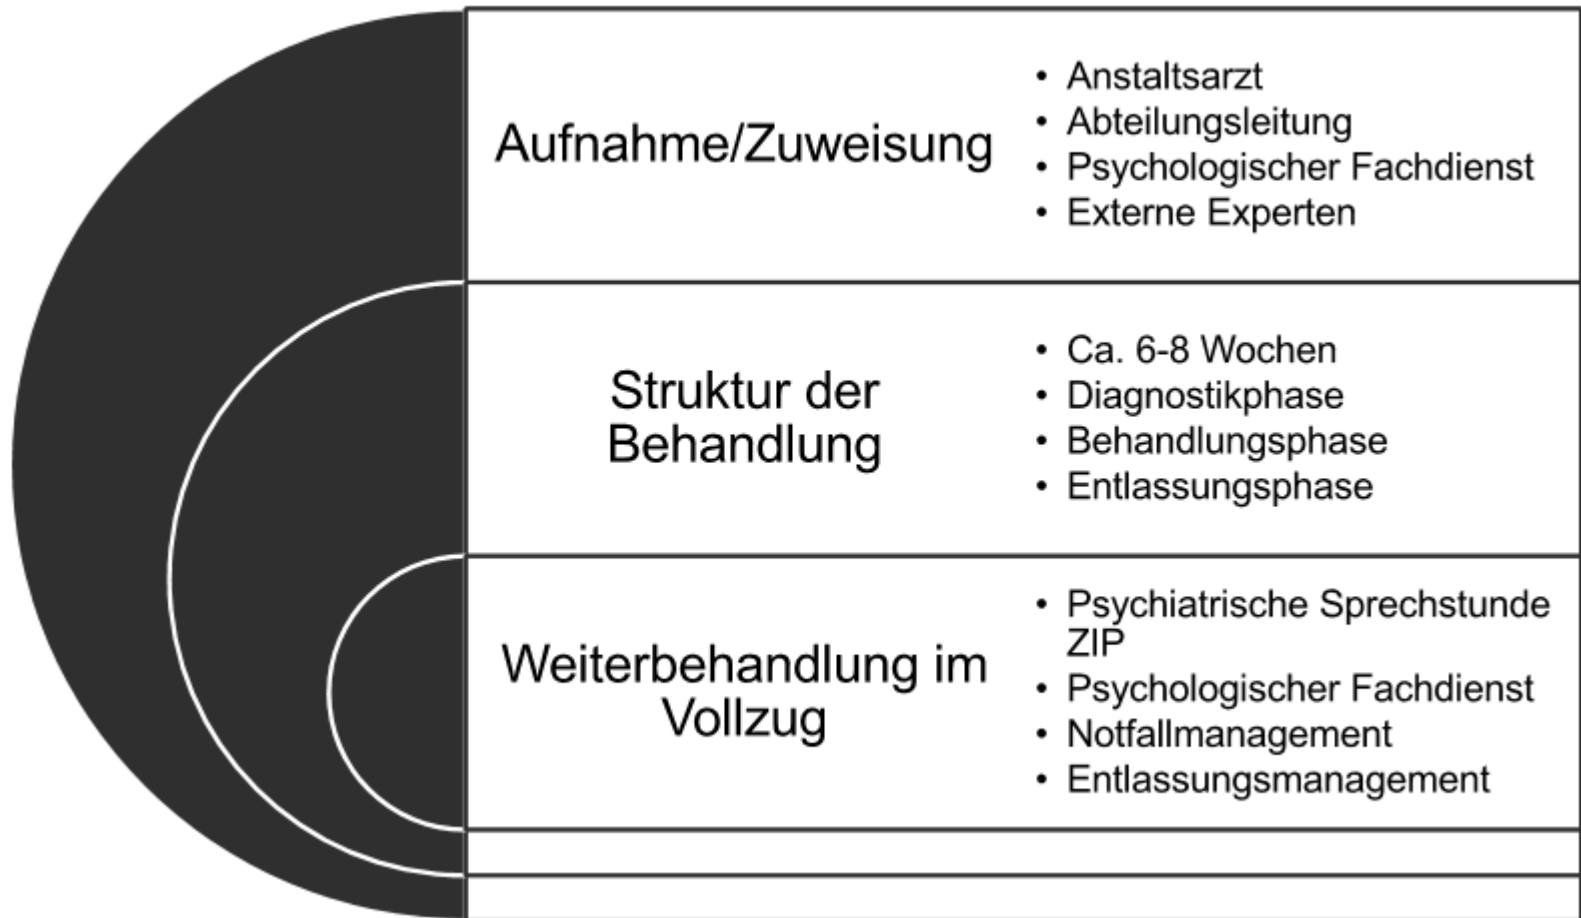 Aufnahme/Zuweisung
• Anstaltsarzt
• Abteilungsleitung
• Psychologischer Fachdienst
• Externe Experten
Struktur der
Behandlung
• Ca. 6-8 Wochen
• Diagnostikphase
• Behandlungsphase
• Entlassungsphase
Weiterbehandlung im
Vollzug
• Psychiatrische Sprechstunde
ZIP
• Psychologischer Fachdienst
• Notfallmanagement
• Entlassungsmanagement